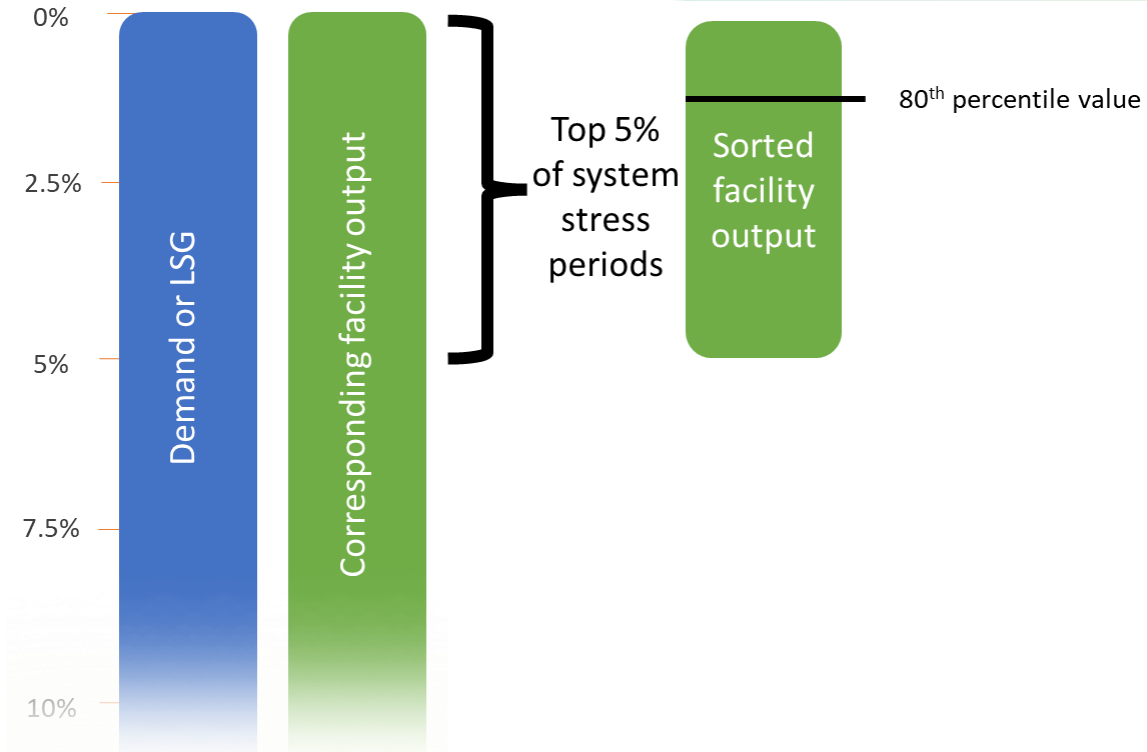 0%
2.5%
5%
7.5%
10%
Demand or LSG
Corresponding facility output
Top 5%
of system
stress
periods
Sorted
facility
output
80th percentile value